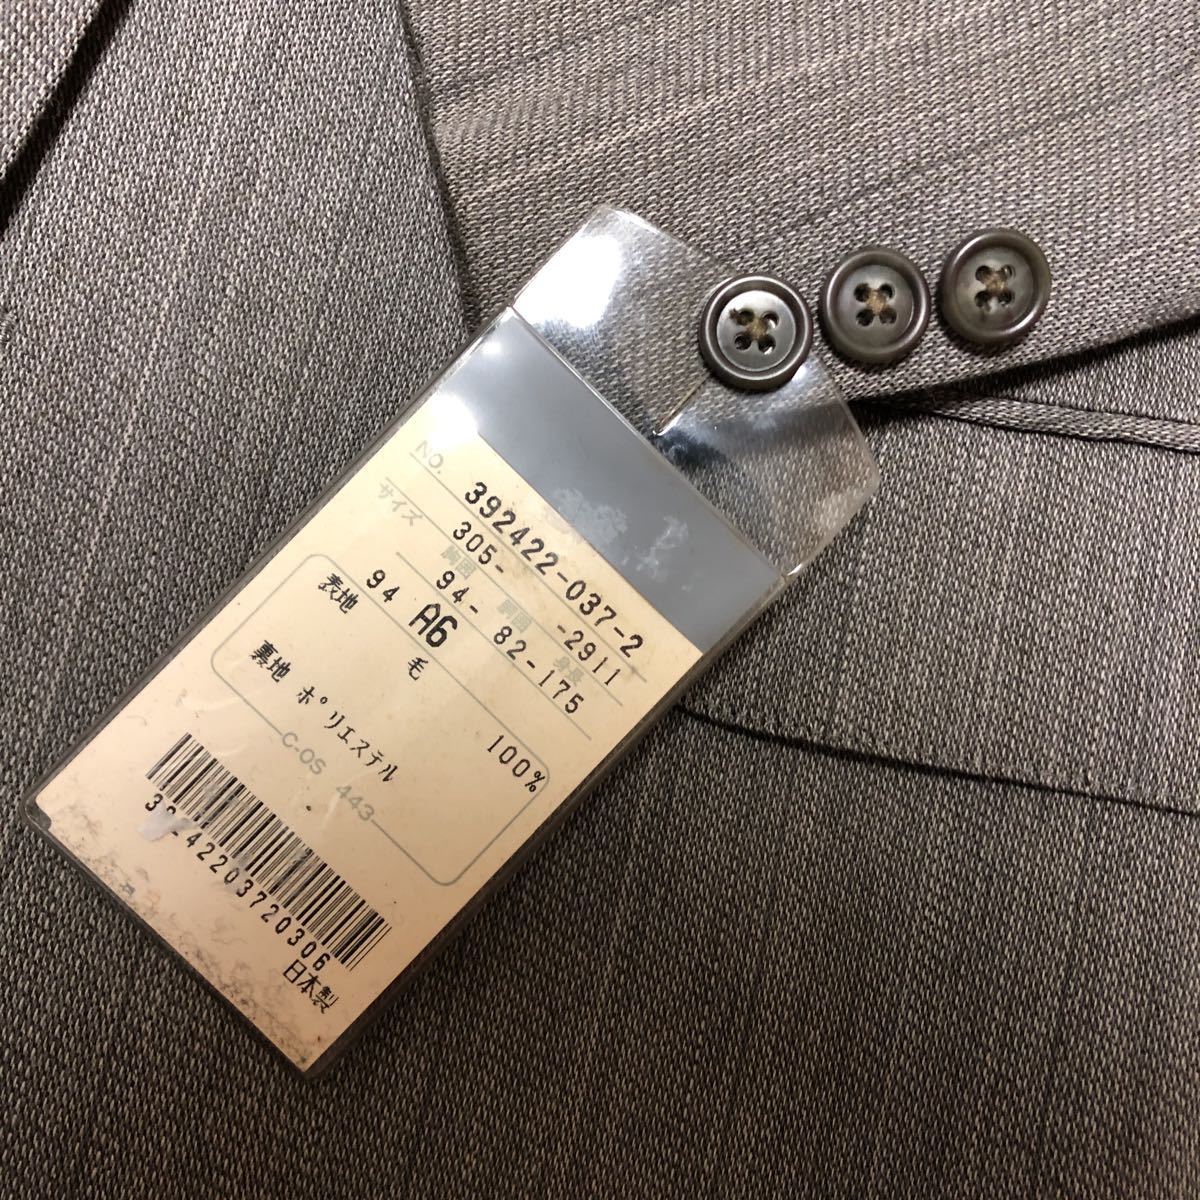 NO. 392422-037-2
305- -2911
サイズ 胴囲 胴囲 身長
94- 82-175
94 A6
表地 毛 100%
裏地 ポリエステル
C-OS 443
42203720306
日本製